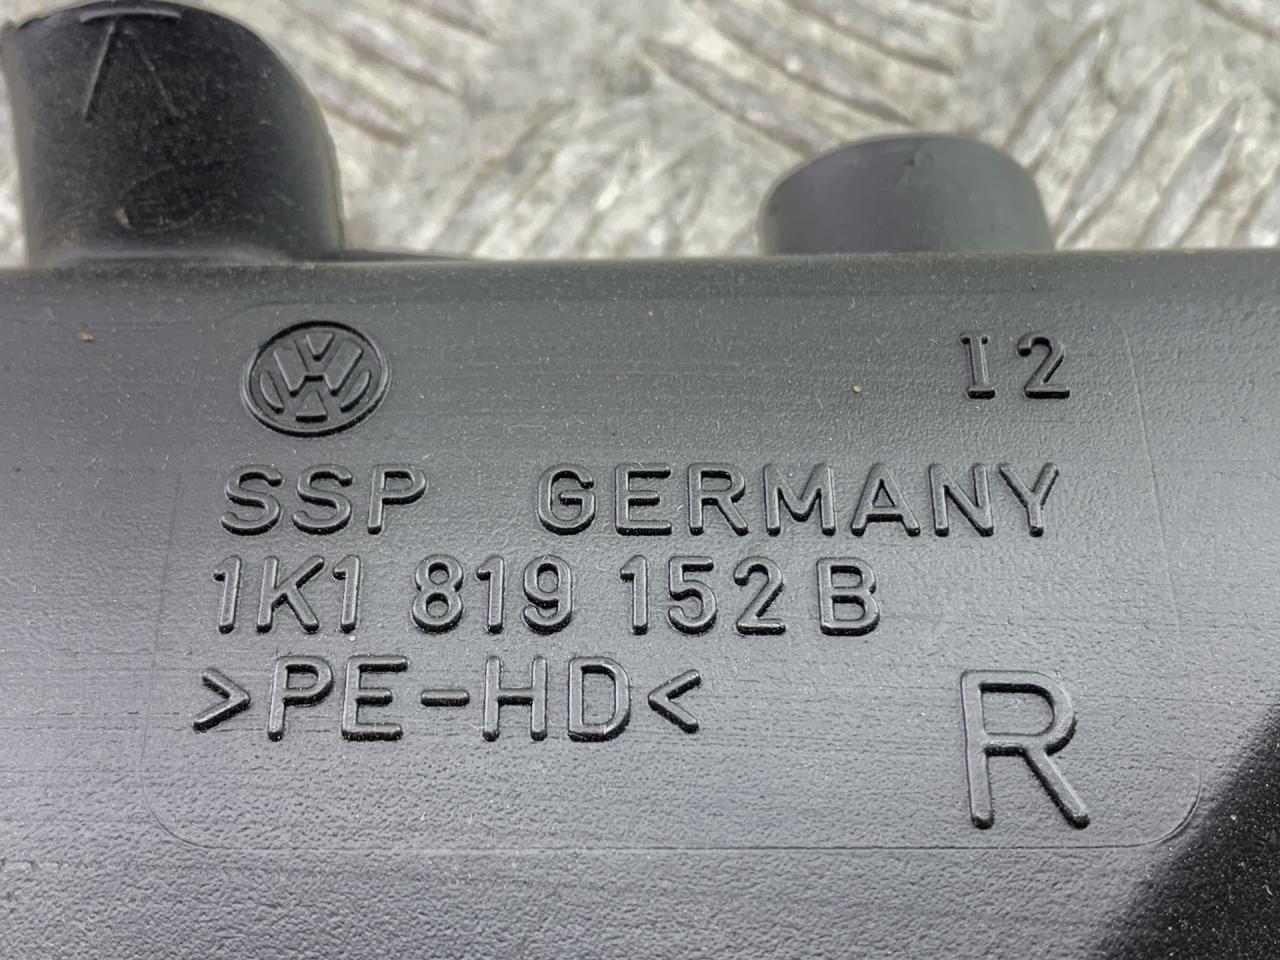 I2
SSP GERMANY
1K1 819 152 B
>PE-HD<
R